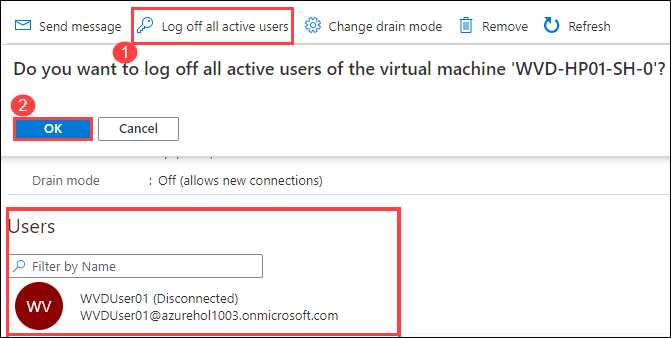 Send message Log off all active users Change drain mode Remove Refresh
1
Do you want to log off all active users of the virtual machine 'WVD-HP01-SH-0'?
2
OK Cancel
Drain mode : Off (allows new connections)
Users
Filter by Name
WV
WVDUser01 (Disconnected)
WVDUser01@azurehol1003.onmicrosoft.com